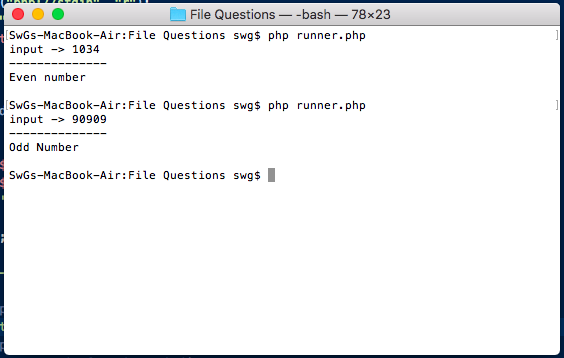 File Questions — -bash — 78×23
[SwGs-MacBook-Air:File Questions swg$ php runner.php ]
input -> 1034
--------------
Even number
[SwGs-MacBook-Air:File Questions swg$ php runner.php ]
input -> 90909
--------------
Odd Number
SwGs-MacBook-Air:File Questions swg$